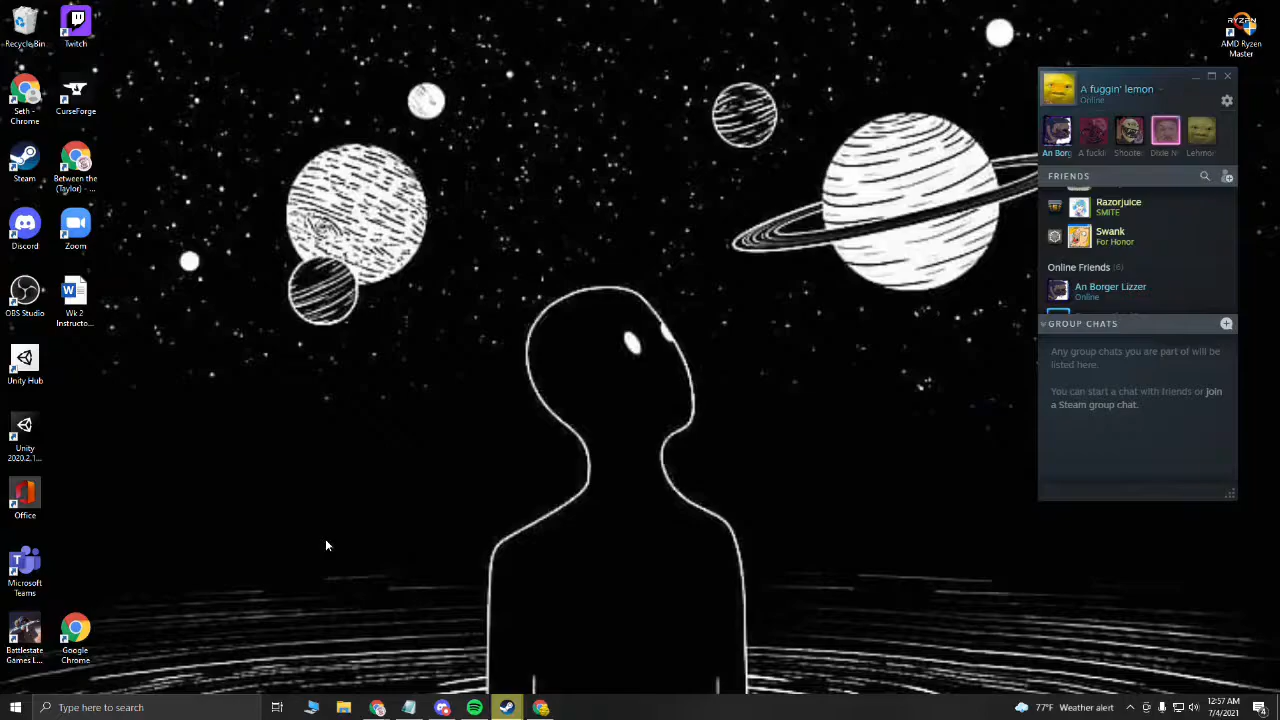 Recycle Bin
Twitch
Seth - Chrome
CurseForge
Steam
Between the (Taylor) - ...
Discord
Zoom
OBS Studio
Wk 2
Instructo...
Unity Hub
Unity
2020.2.1...
Office
Microsoft
Teams
Battlestate
Games l...
Google
Chrome
RYZEN
AMD Ryzen
Master
A fuggin' lemon
Online
An Borg
A fucki
Shoote
Dixie N
Lehmo
FRIENDS
Razorjuice
SMITE
Swank
For Honor
Online Friends (6)
An Borger Lizzer
Online
GROUP CHATS
Any group chats you are part of will be
listed here.
You can start a chat with friends or join
a Steam group chat.
Type here to search
77°F Weather alert
12:57 AM
7/4/2021
4